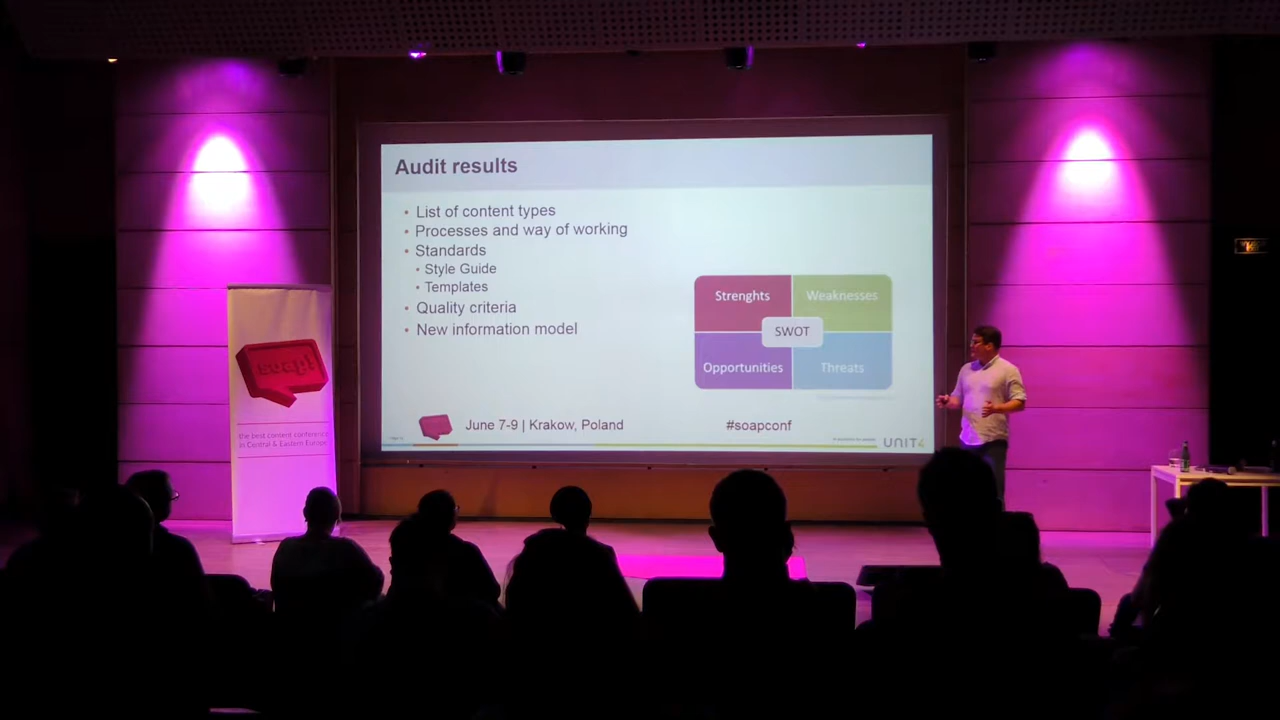 Audit results
• List of content types
• Processes and way of working
• Standards
• Style Guide
• Templates
• Quality criteria
• New information model
Strenghts
Weaknesses
SWOT
Opportunities
Threats
June 7-9 | Krakow, Poland
#soapconf
UNIT4
soap!
the best content conference
in Central & Eastern Europe